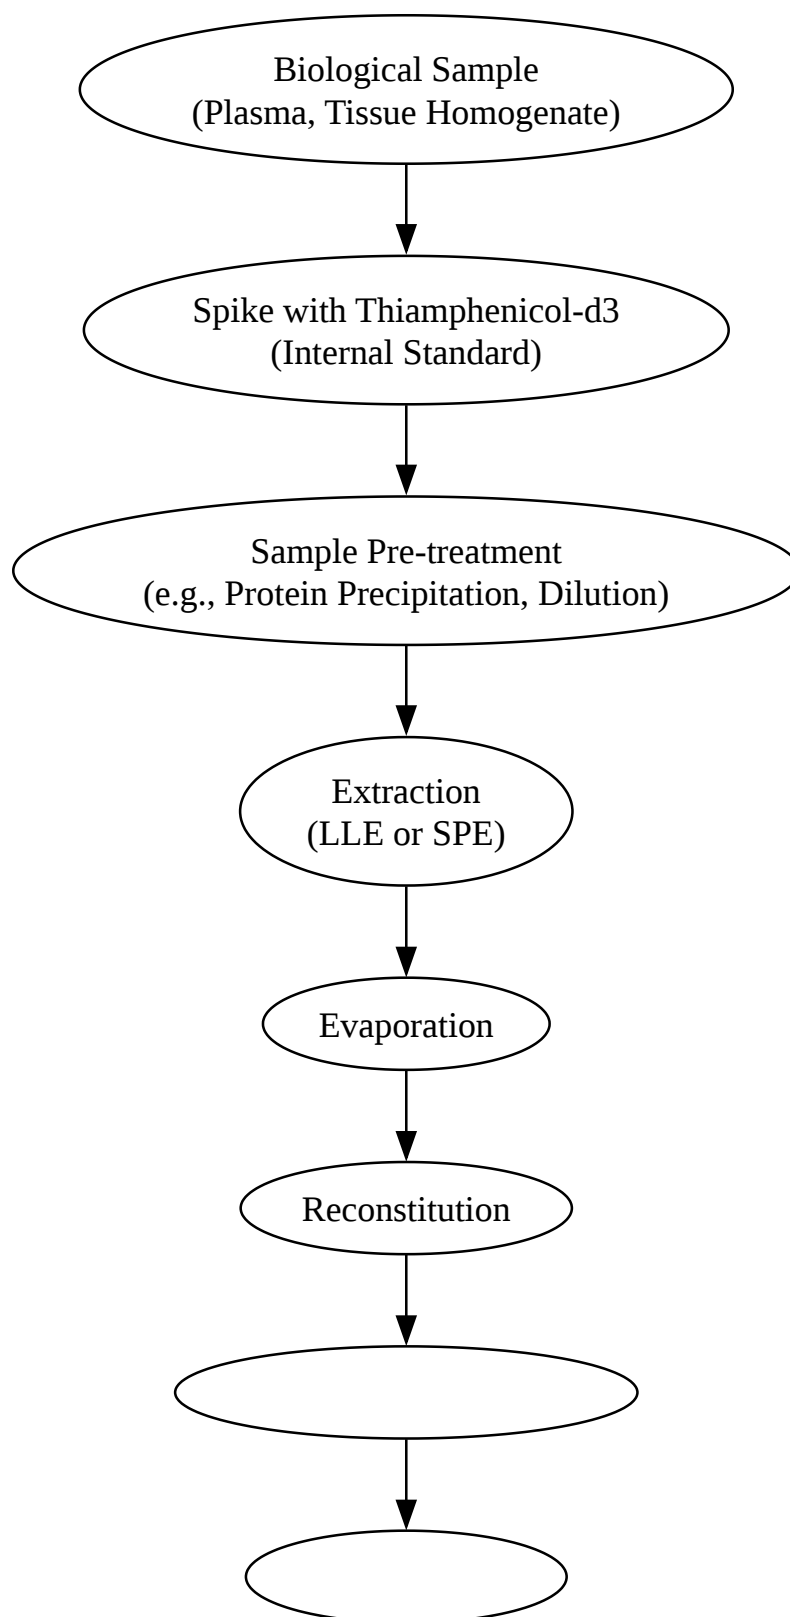 Biological Sample
(Plasma, Tissue Homogenate)
Spike with Thiamphenicol-d3
(Internal Standard)
Sample Pre-treatment
(e.g., Protein Precipitation, Dilution)
Extraction
(LLE or SPE)
Evaporation
Reconstitution